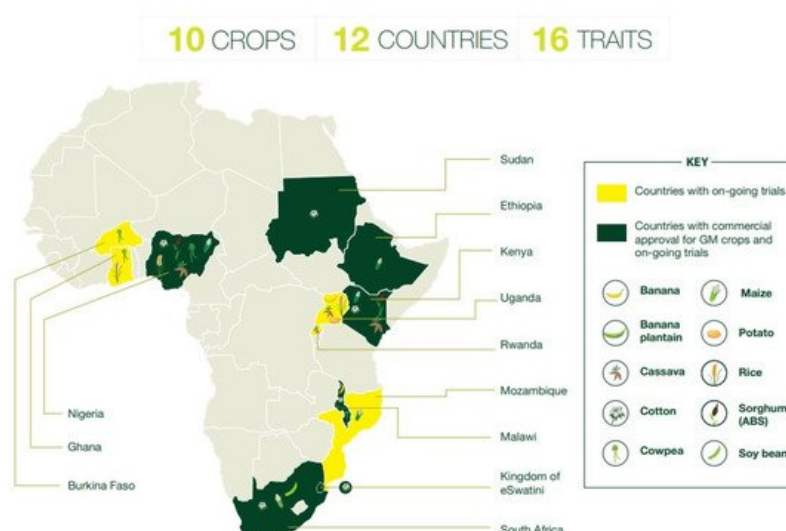 10 CROPS 12 COUNTRIES 16 TRAITS
Sudan
Ethiopia
Kenya
Uganda
Rwanda
Mozambique
Malawi
Kingdom of
eSwatini
South Africa
Nigeria
Ghana
Burkina Faso
KEY
Countries with on-going trials
Countries with commercial
approval for GM crops and
on-going trials
Banana
Maize
Banana
plantain
Potato
Cassava
Rice
Cotton
Sorghum
(ABS)
Cowpea
Soy bean